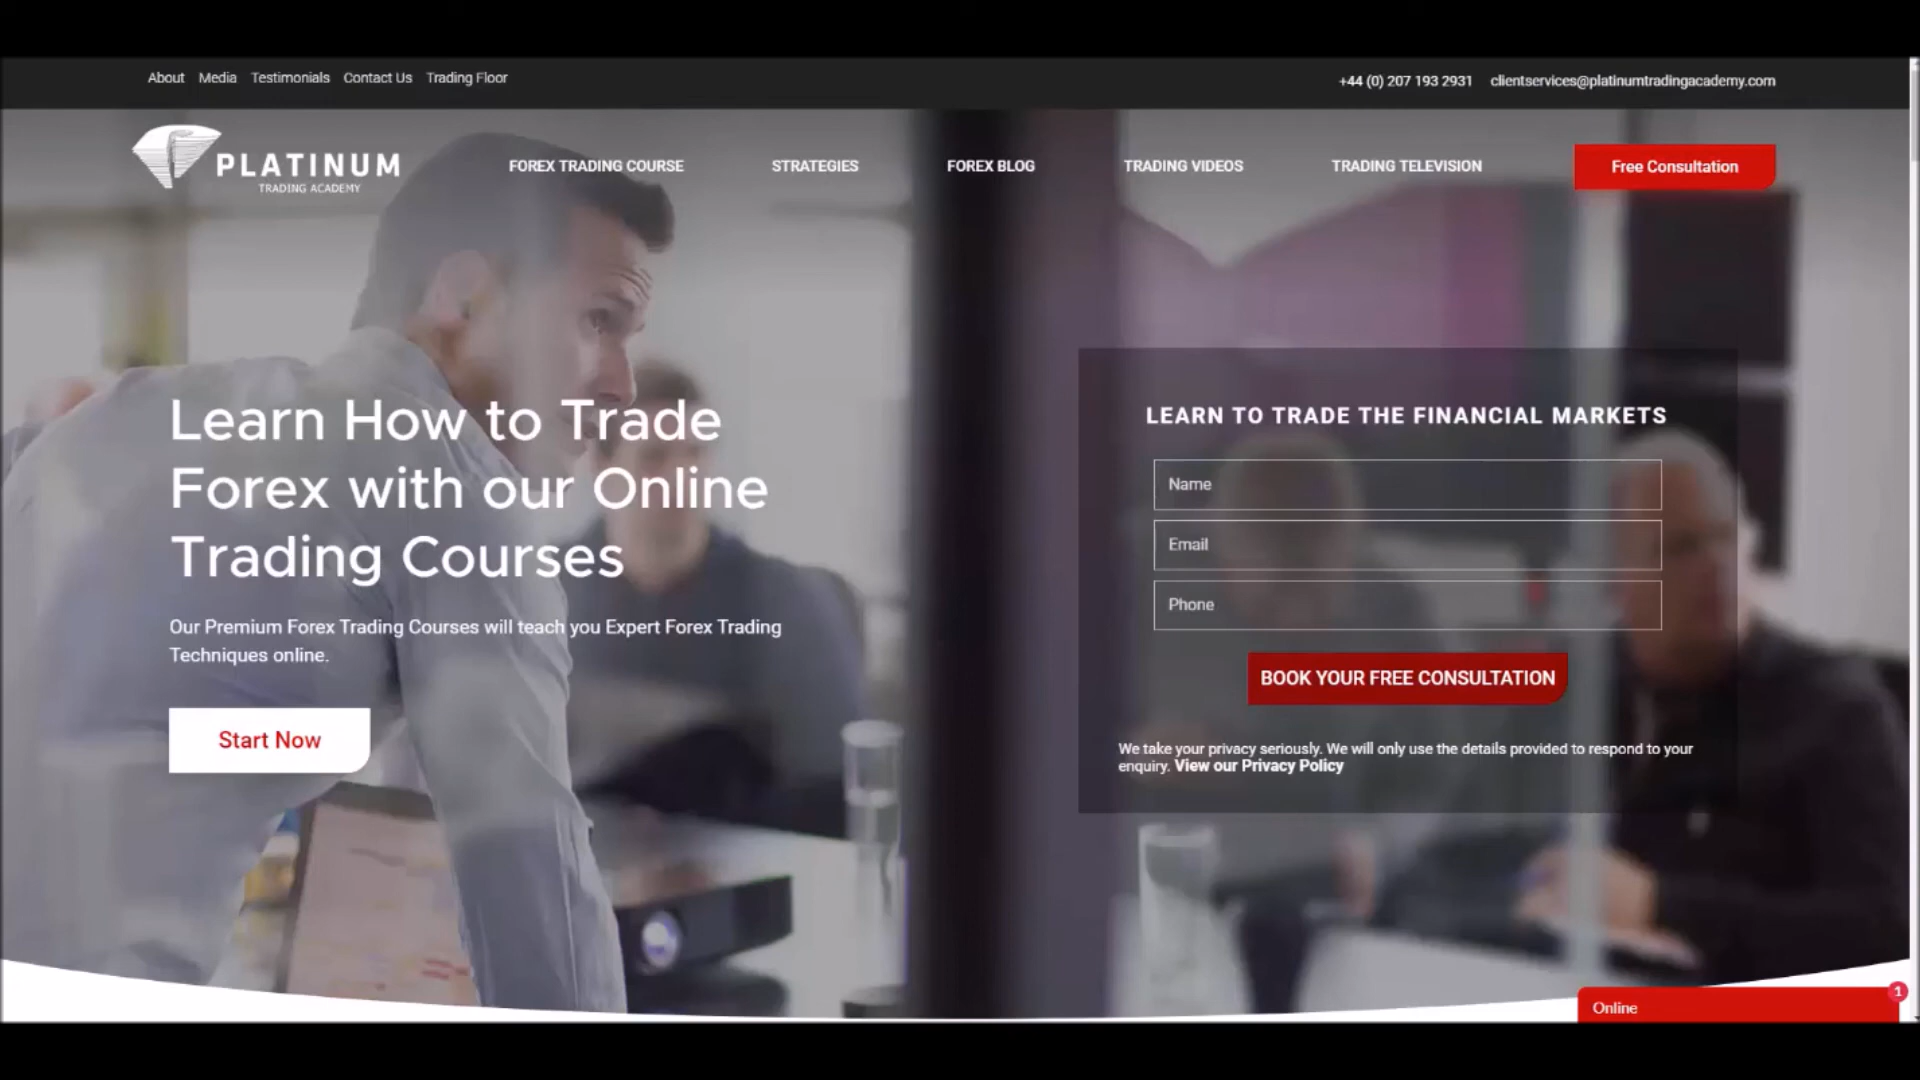 About Media Testimonials Contact Us Trading Floor
+44 (0) 207 193 2931 clientservices@platinumtradingacademy.com
PLATINUM
TRADING ACADEMY
FOREX TRADING COURSE STRATEGIES FOREX BLOG TRADING VIDEOS TRADING TELEVISION Free Consultation
Learn How to Trade
Forex with our Online
Trading Courses
Our Premium Forex Trading Courses will teach you Expert Forex Trading
Techniques online.
Start Now
LEARN TO TRADE THE FINANCIAL MARKETS
Name
Email
Phone
BOOK YOUR FREE CONSULTATION
We take your privacy seriously. We will only use the details provided to respond to your
enquiry. View our Privacy Policy
Online
1